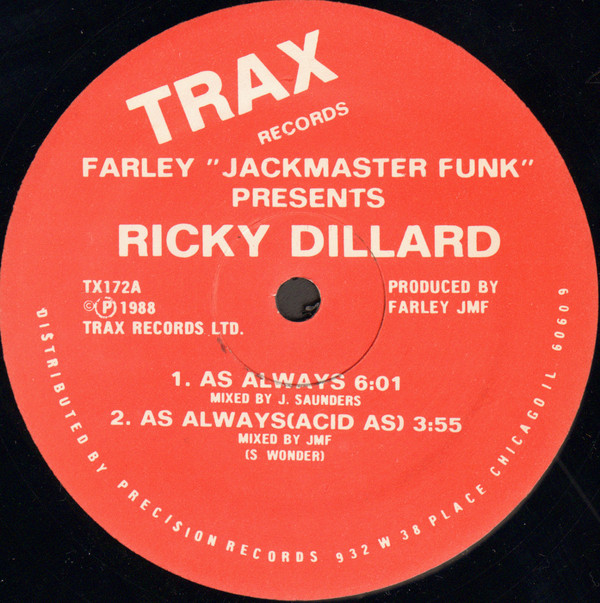 TRAX
RECORDS
FARLEY "JACKMASTER FUNK"
PRESENTS
RICKY DILLARD
TX172A
©Ⓟ1988
TRAX RECORDS LTD.
PRODUCED BY
FARLEY JMF
1. AS ALWAYS 6:01
MIXED BY J. SAUNDERS
2. AS ALWAYS(ACID AS) 3:55
MIXED BY JMF
(S WONDER)
DISTRIBUTED BY PRECISION RECORDS 932 W 38 PLACE CHICAGO IL 60609